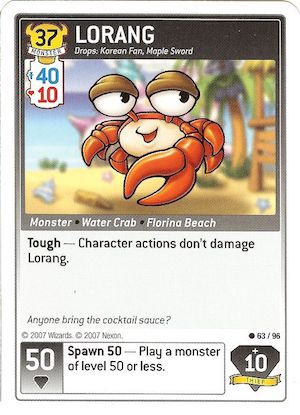 37
MONSTER
LORANG
Drops: Korean Fan, Maple Sword
40
10
Monster • Water Crab • Florina Beach
Tough — Character actions don't damage
Lorang.
Anyone bring the cocktail sauce?
© 2007 Wizards. © 2007 Nexon.
● 63 / 96
50
Spawn 50 — Play a monster
of level 50 or less.
+
10
THIEF